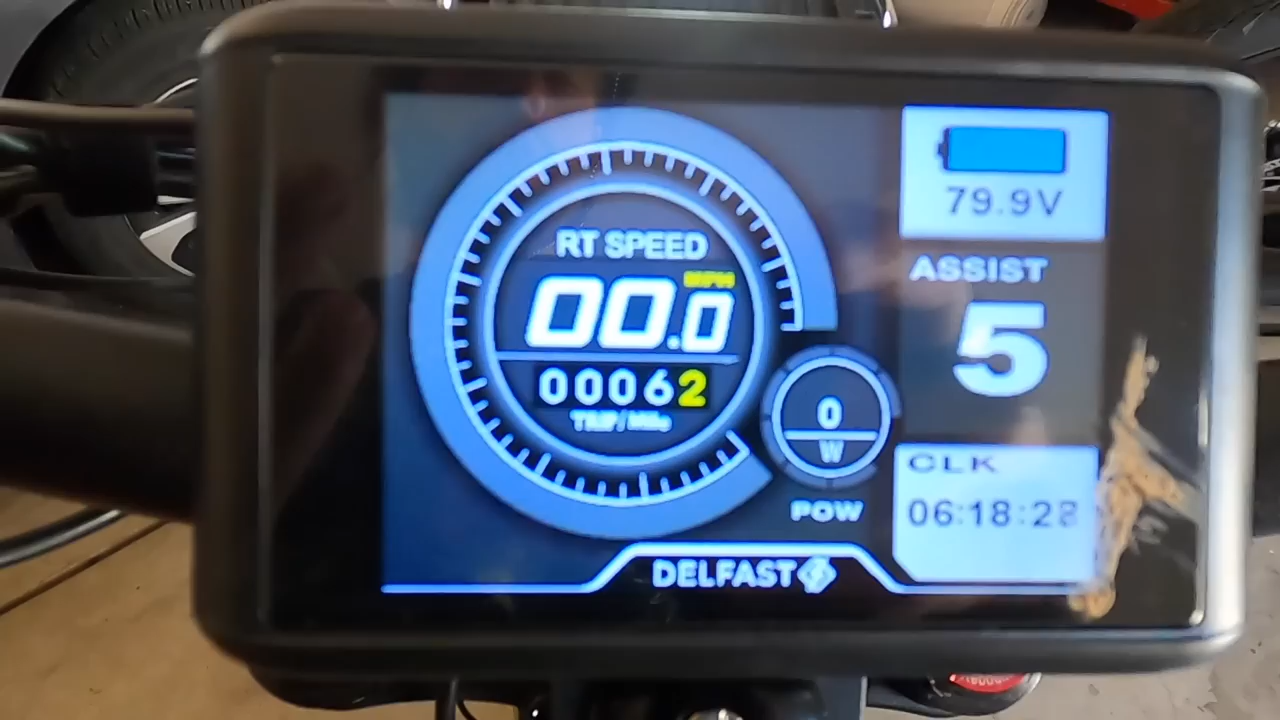 RT SPEED
MPH
00.0
00062
TRIP/Mile
79.9V
ASSIST
5
0
W
POW
CLK
06:18:28
DELFAST